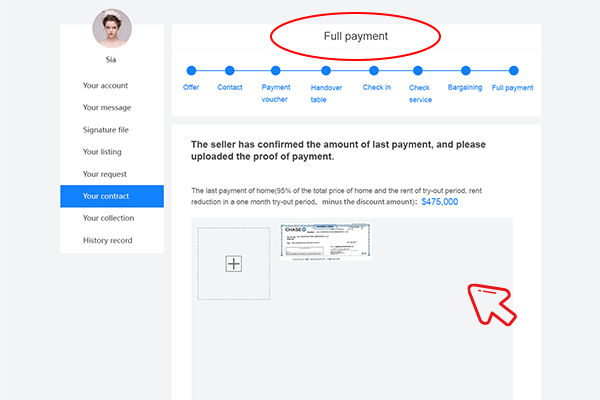 Full payment
Sia
Your account
Your message
Signature file
Your listing
Your request
Your contract
Your collection
History record
Offer
Contact
Payment
voucher
Handover
table
Check in
Check
service
Bargaining
Full payment
The seller has confirmed the amount of last payment, and please
uploaded the proof of payment.
The last payment of home(95% of the total price of home and the rent of try-out period, rent
reduction in a one month try-out period, minus the discount amount): $475,000
CHASE